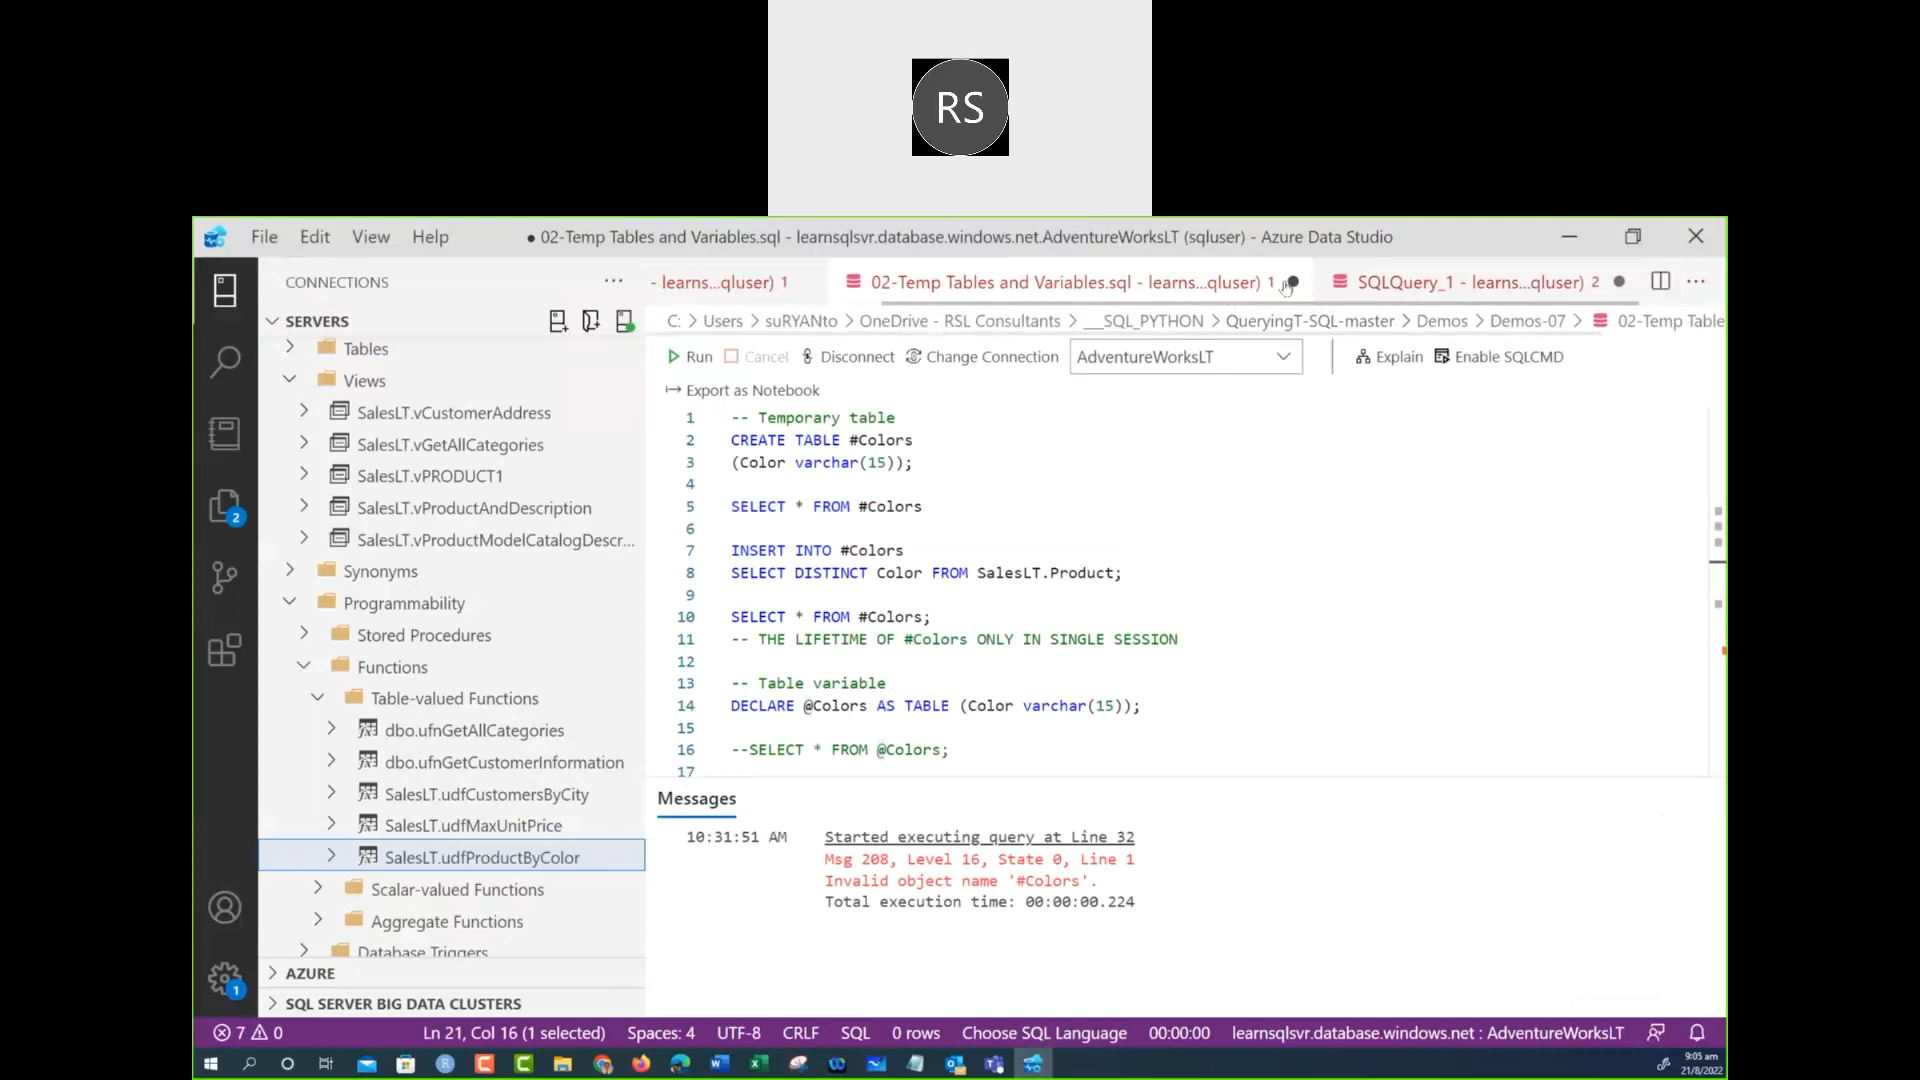 RS
File Edit View Help
● 02-Temp Tables and Variables.sql - learnsqlsvr.database.windows.net.AdventureWorksLT (sqluser) - Azure Data Studio
CONNECTIONS
- learns...qluser) 1
02-Temp Tables and Variables.sql - learns...qluser) 1
SQLQuery_1 - learns...qluser) 2
SERVERS
C: > Users > suRYANto > OneDrive - RSL Consultants > ___SQL_PYTHON > QueryingT-SQL-master > Demos > Demos-07 > 02-Temp Table
Run Cancel Disconnect Change Connection AdventureWorksLT Explain Enable SQLCMD
Export as Notebook
Tables
Views
SalesLT.vCustomerAddress
SalesLT.vGetAllCategories
SalesLT.vPRODUCT1
SalesLT.vProductAndDescription
SalesLT.vProductModelCatalogDescr...
Synonyms
Programmability
Stored Procedures
Functions
Table-valued Functions
dbo.ufnGetAllCategories
dbo.ufnGetCustomerInformation
SalesLT.udfCustomersByCity
SalesLT.udfMaxUnitPrice
SalesLT.udfProductByColor
Scalar-valued Functions
Aggregate Functions
Database Triggers
AZURE
SQL SERVER BIG DATA CLUSTERS
2
1
1 -- Temporary table
2 CREATE TABLE #Colors
3 (Color varchar(15));
4
5 SELECT * FROM #Colors
6
7 INSERT INTO #Colors
8 SELECT DISTINCT Color FROM SalesLT.Product;
9
10 SELECT * FROM #Colors;
11 -- THE LIFETIME OF #Colors ONLY IN SINGLE SESSION
12
13 -- Table variable
14 DECLARE @Colors AS TABLE (Color varchar(15));
15
16 --SELECT * FROM @Colors;
17
Messages
10:31:51 AM Started executing query at Line 32
Msg 208, Level 16, State 0, Line 1
Invalid object name '#Colors'.
Total execution time: 00:00:00.224
7 0 Ln 21, Col 16 (1 selected) Spaces: 4 UTF-8 CRLF SQL 0 rows Choose SQL Language 00:00:00 learnsqlsvr.database.windows.net : AdventureWorksLT
9:05 am
21/8/2022